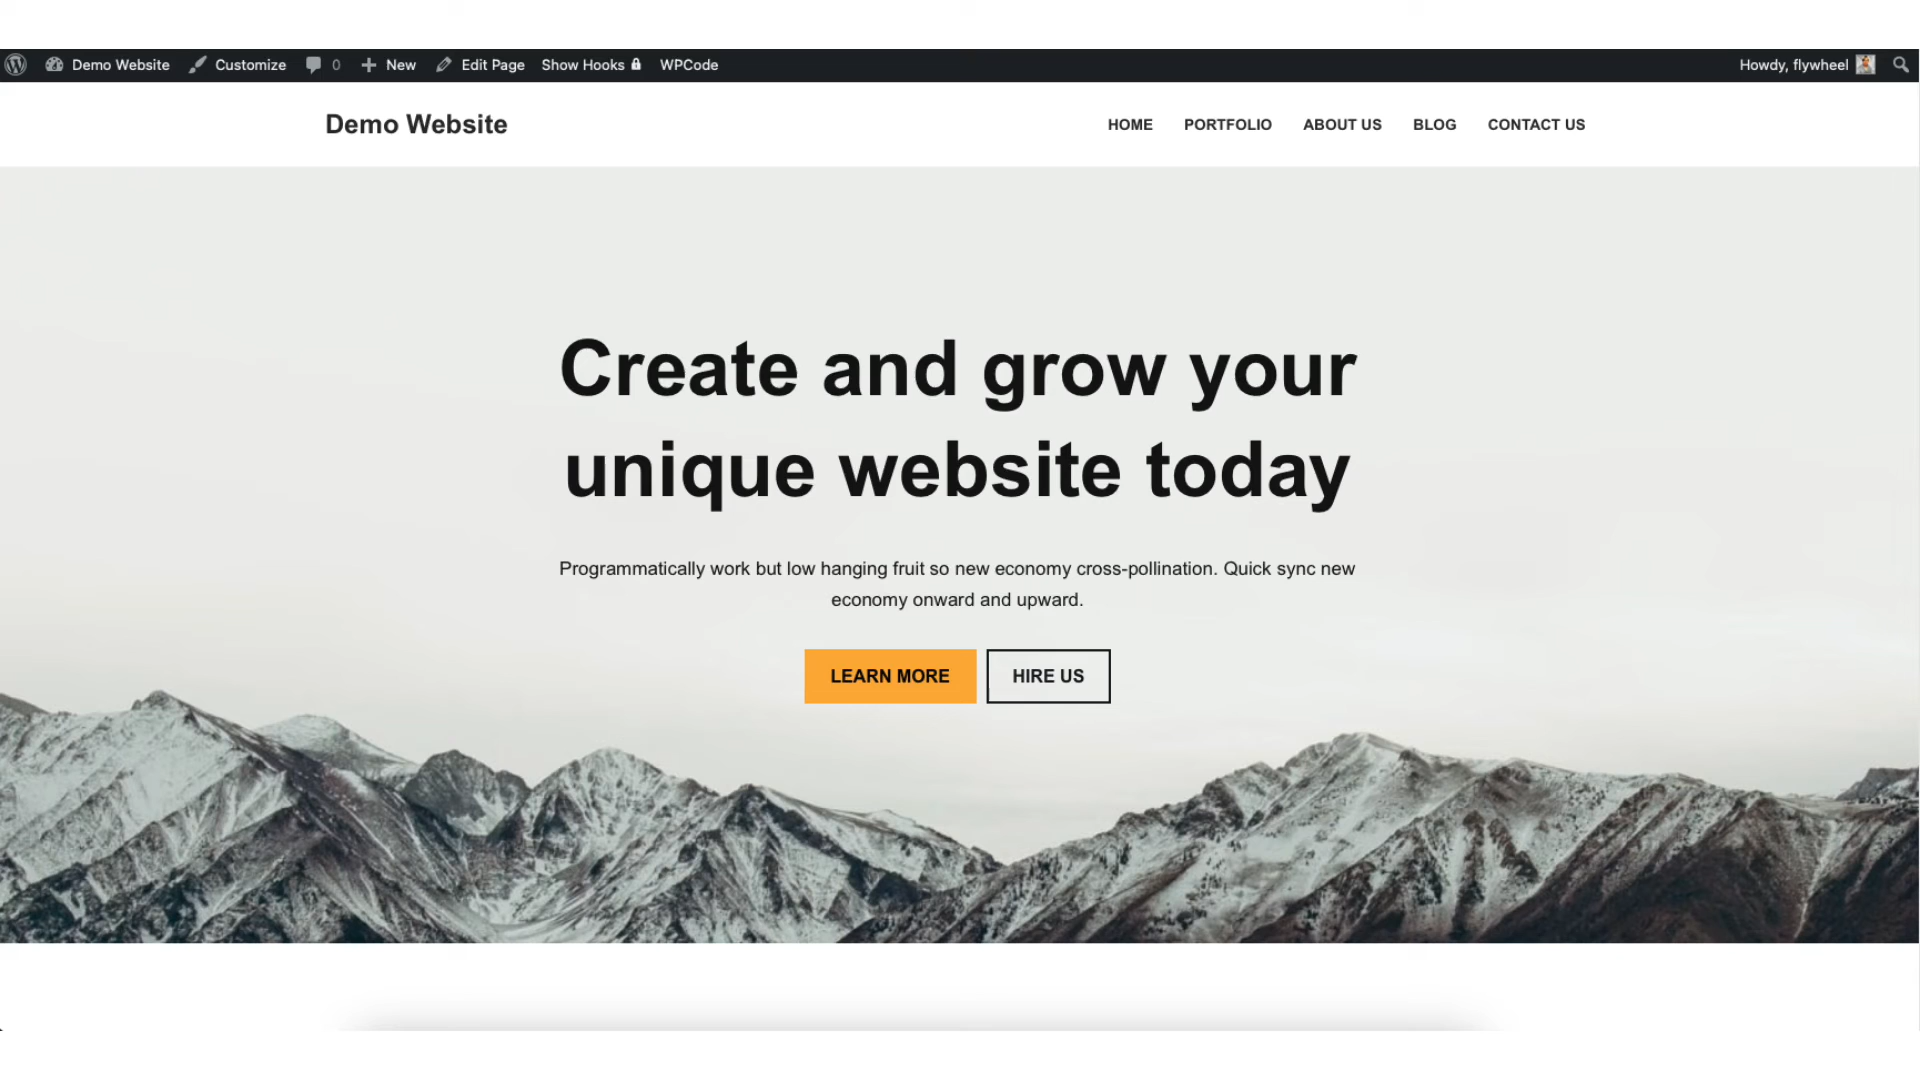 Demo Website Customize 0 New Edit Page Show Hooks WPCode Howdy, flywheel
Demo Website HOME PORTFOLIO ABOUT US BLOG CONTACT US
Create and grow your
unique website today
Programmatically work but low hanging fruit so new economy cross-pollination. Quick sync new
economy onward and upward.
LEARN MORE HIRE US